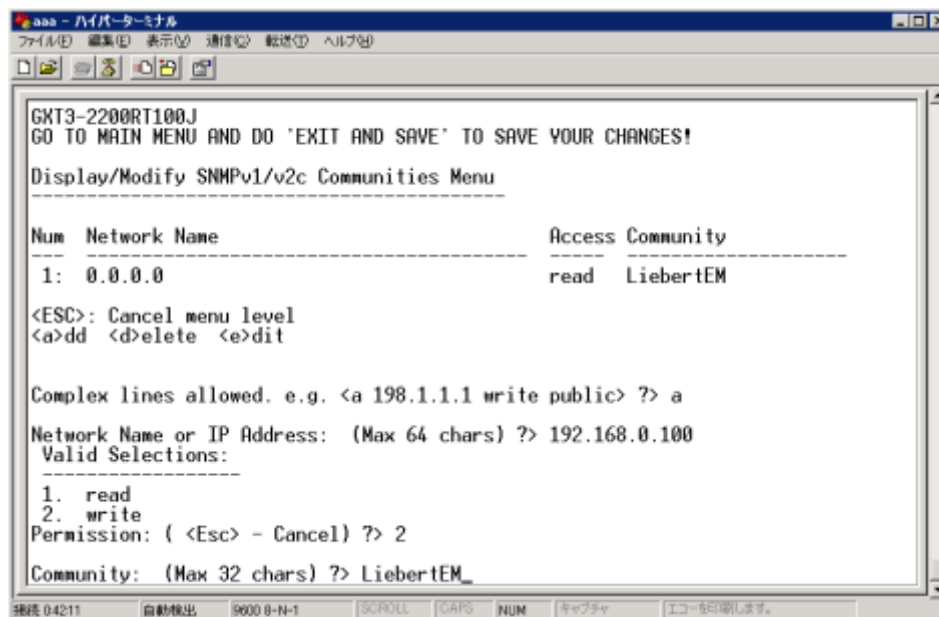 aaa - ハイパーターミナル
ファイル(F) 編集(E) 表示(V) 通信(C) 転送(T) ヘルプ(H)
GXT3-2200RT100J
GO TO MAIN MENU AND DO 'EXIT AND SAVE' TO SAVE YOUR CHANGES!
Display/Modify SNMPv1/v2c Communities Menu
---------------------------------------------
Num Network Name Access Community
--- ------------------------------------------ ----- ---------------------
1: 0.0.0.0 read LiebertEM
<ESC>: Cancel menu level
<a>dd <d>elete <e>dit
Complex lines allowed. e.g. <a 198.1.1.1 write public> ?> a
Network Name or IP Address: (Max 64 chars) ?> 192.168.0.100
Valid Selections:
-------------------
1. read
2. write
Permission: ( <Esc> - Cancel) ?> 2
Community: (Max 32 chars) ?> LiebertEM_
接続 0:42:11 自動検出 9600 8-N-1 SCROLL CAPS NUM キャプチャ エコーを印刷します。